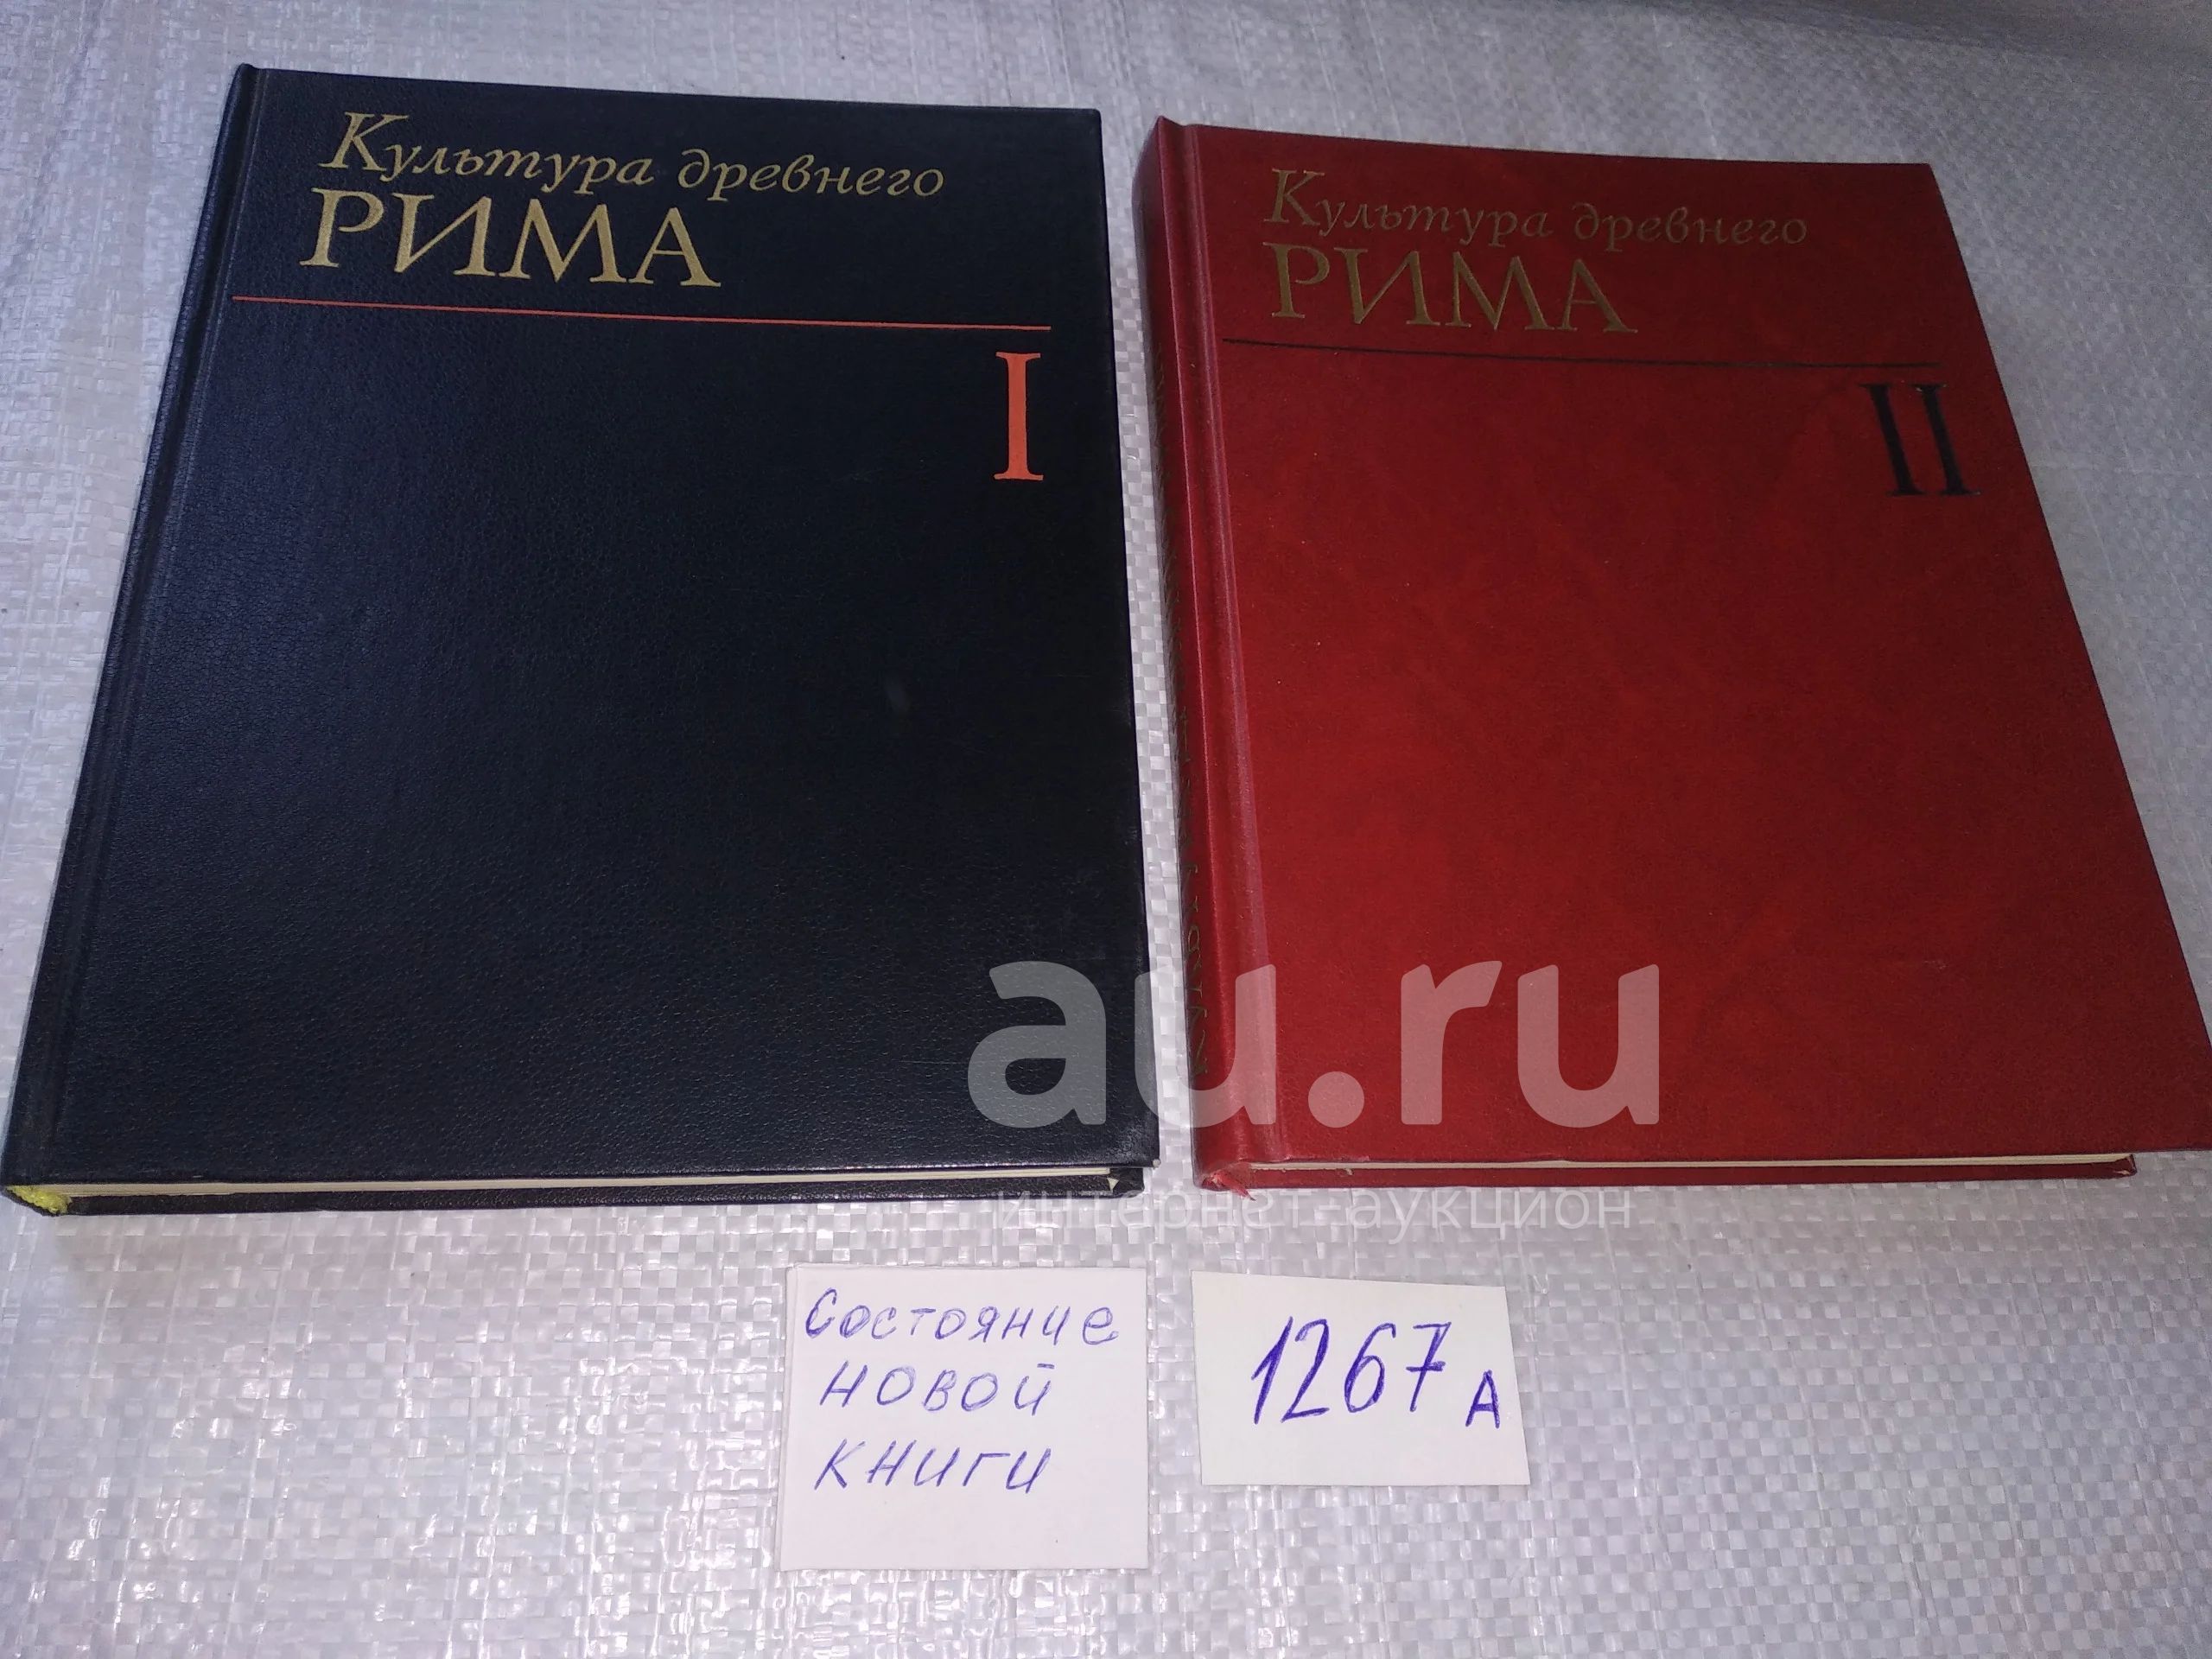 Культура древнего
РИМА
I
Культура древнего
РИМА
II
au.ru
интернет-аукцион
Состояние
новой
книги
1267 А